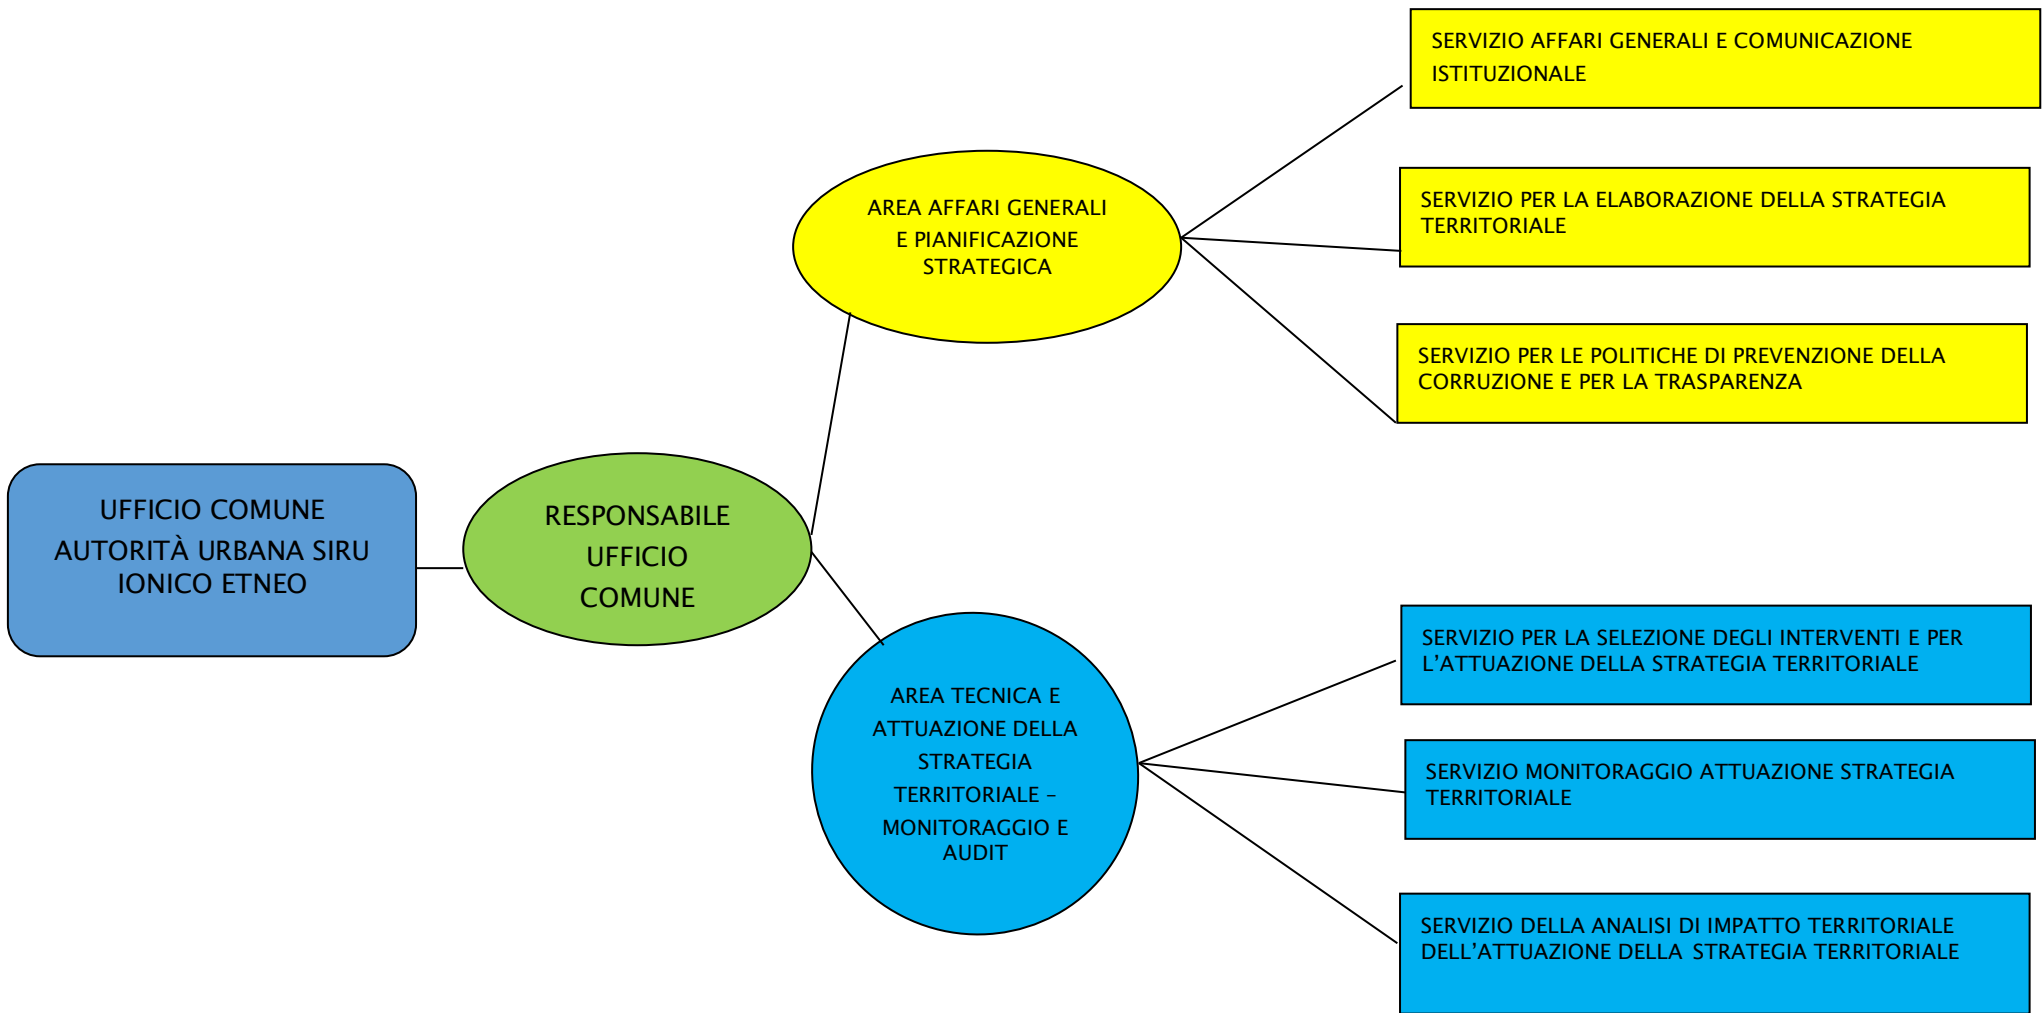 UFFICIO COMUNE
AUTORITÀ URBANA SIRU
IONICO ETNEO
RESPONSABILE
UFFICIO
COMUNE
AREA AFFARI GENERALI
E PIANIFICAZIONE
STRATEGICA
SERVIZIO AFFARI GENERALI E COMUNICAZIONE
ISTITUZIONALE
SERVIZIO PER LA ELABORAZIONE DELLA STRATEGIA
TERRITORIALE
SERVIZIO PER LE POLITICHE DI PREVENZIONE DELLA
CORRUZIONE E PER LA TRASPARENZA
AREA TECNICA E
ATTUAZIONE DELLA
STRATEGIA
TERRITORIALE –
MONITORAGGIO E
AUDIT
SERVIZIO PER LA SELEZIONE DEGLI INTERVENTI E PER
L’ATTUAZIONE DELLA STRATEGIA TERRITORIALE
SERVIZIO MONITORAGGIO ATTUAZIONE STRATEGIA
TERRITORIALE
SERVIZIO DELLA ANALISI DI IMPATTO TERRITORIALE
DELL’ATTUAZIONE DELLA STRATEGIA TERRITORIALE